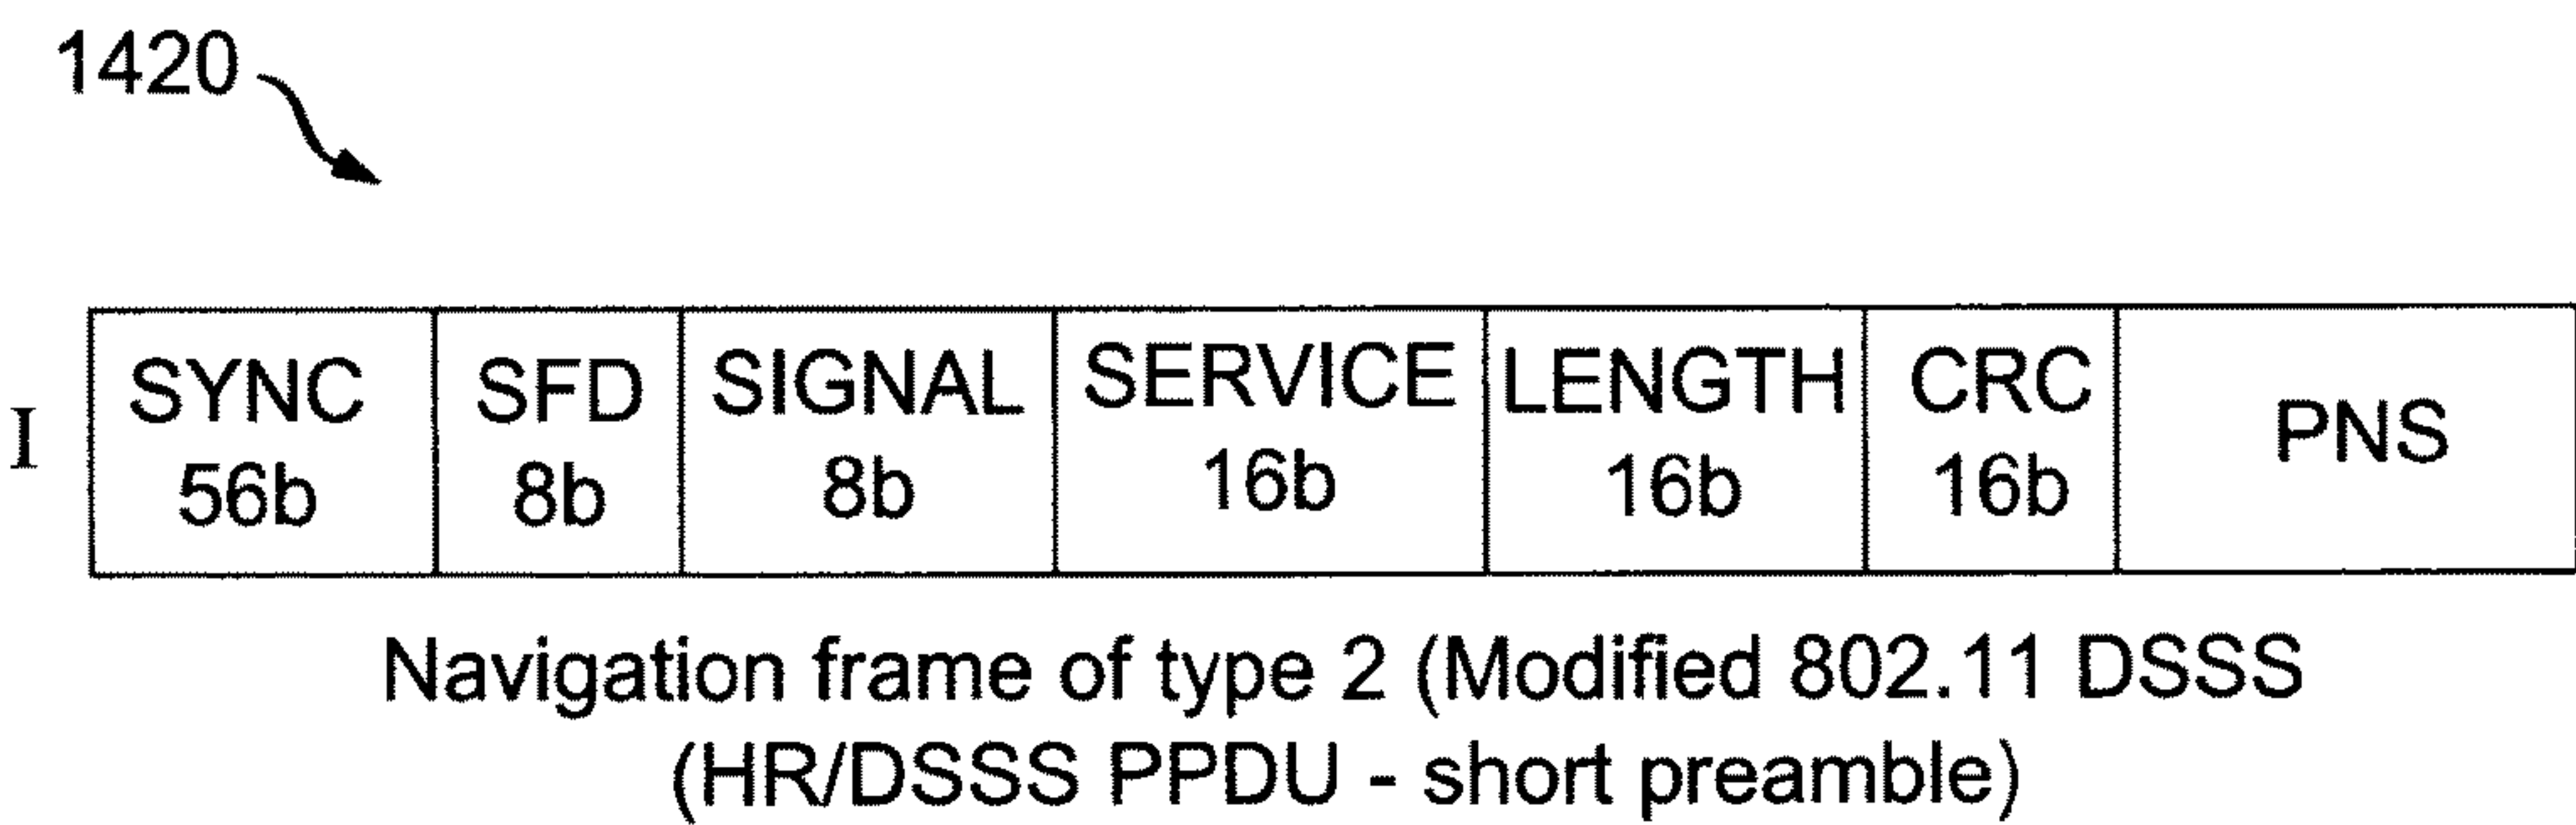 1420
I
SYNC SFD SIGNAL SERVICE LENGTH CRC PNS
56b 8b 8b 16b 16b 16b
Navigation frame of type 2 (Modified 802.11 DSSS
(HR/DSSS PPDU - short preamble)